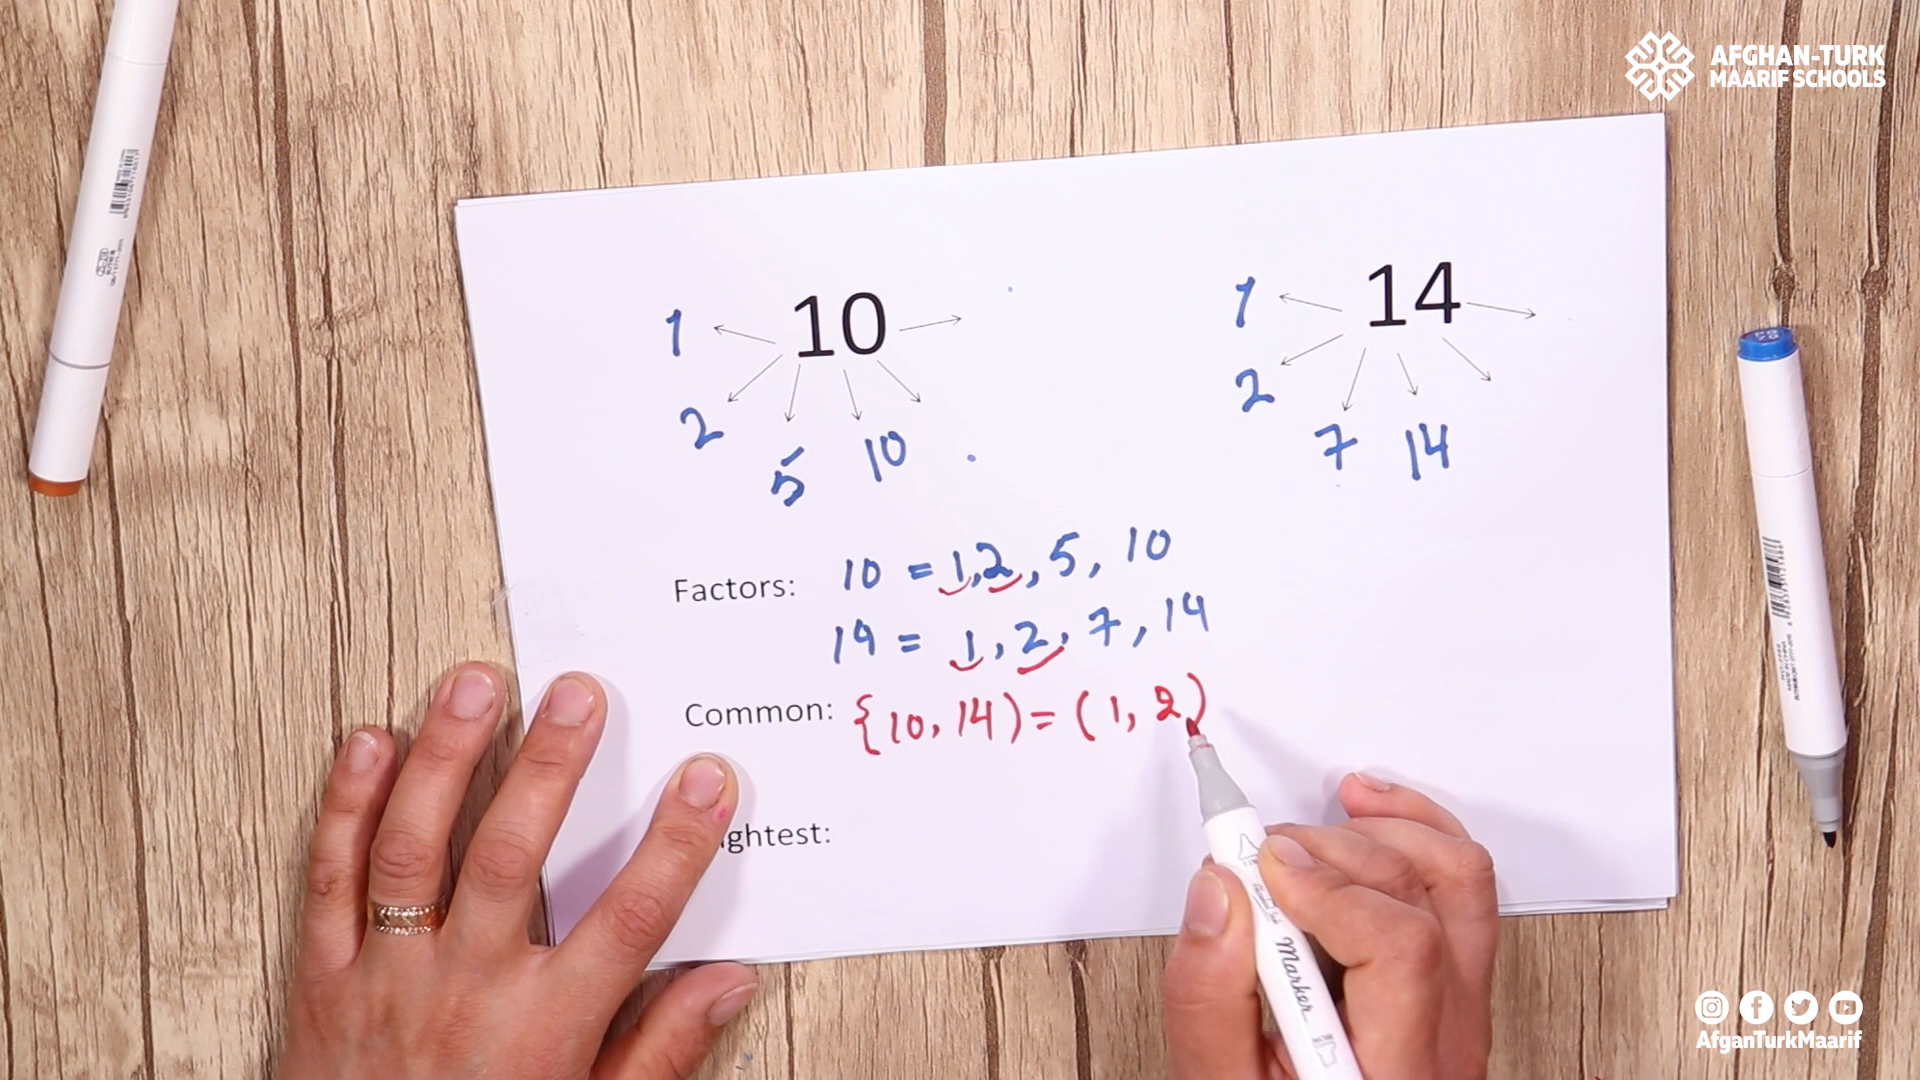 AFGHAN-TURK
MAARIF SCHOOLS
10
1
2
5
10
14
1
2
7
14
Factors: 10 = 1,2, 5, 10
14 = 1, 2, 7, 14
Common: {10, 14) = (1, 2)
ghtest:
Marker
AfganTurkMaarif